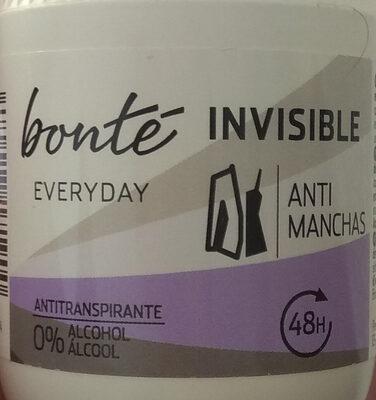 bonté INVISIBLE
EVERYDAY
ANTI
MANCHAS
ANTITRANSPIRANTE
0% ALCOHOL
ÁLCOOL
48H